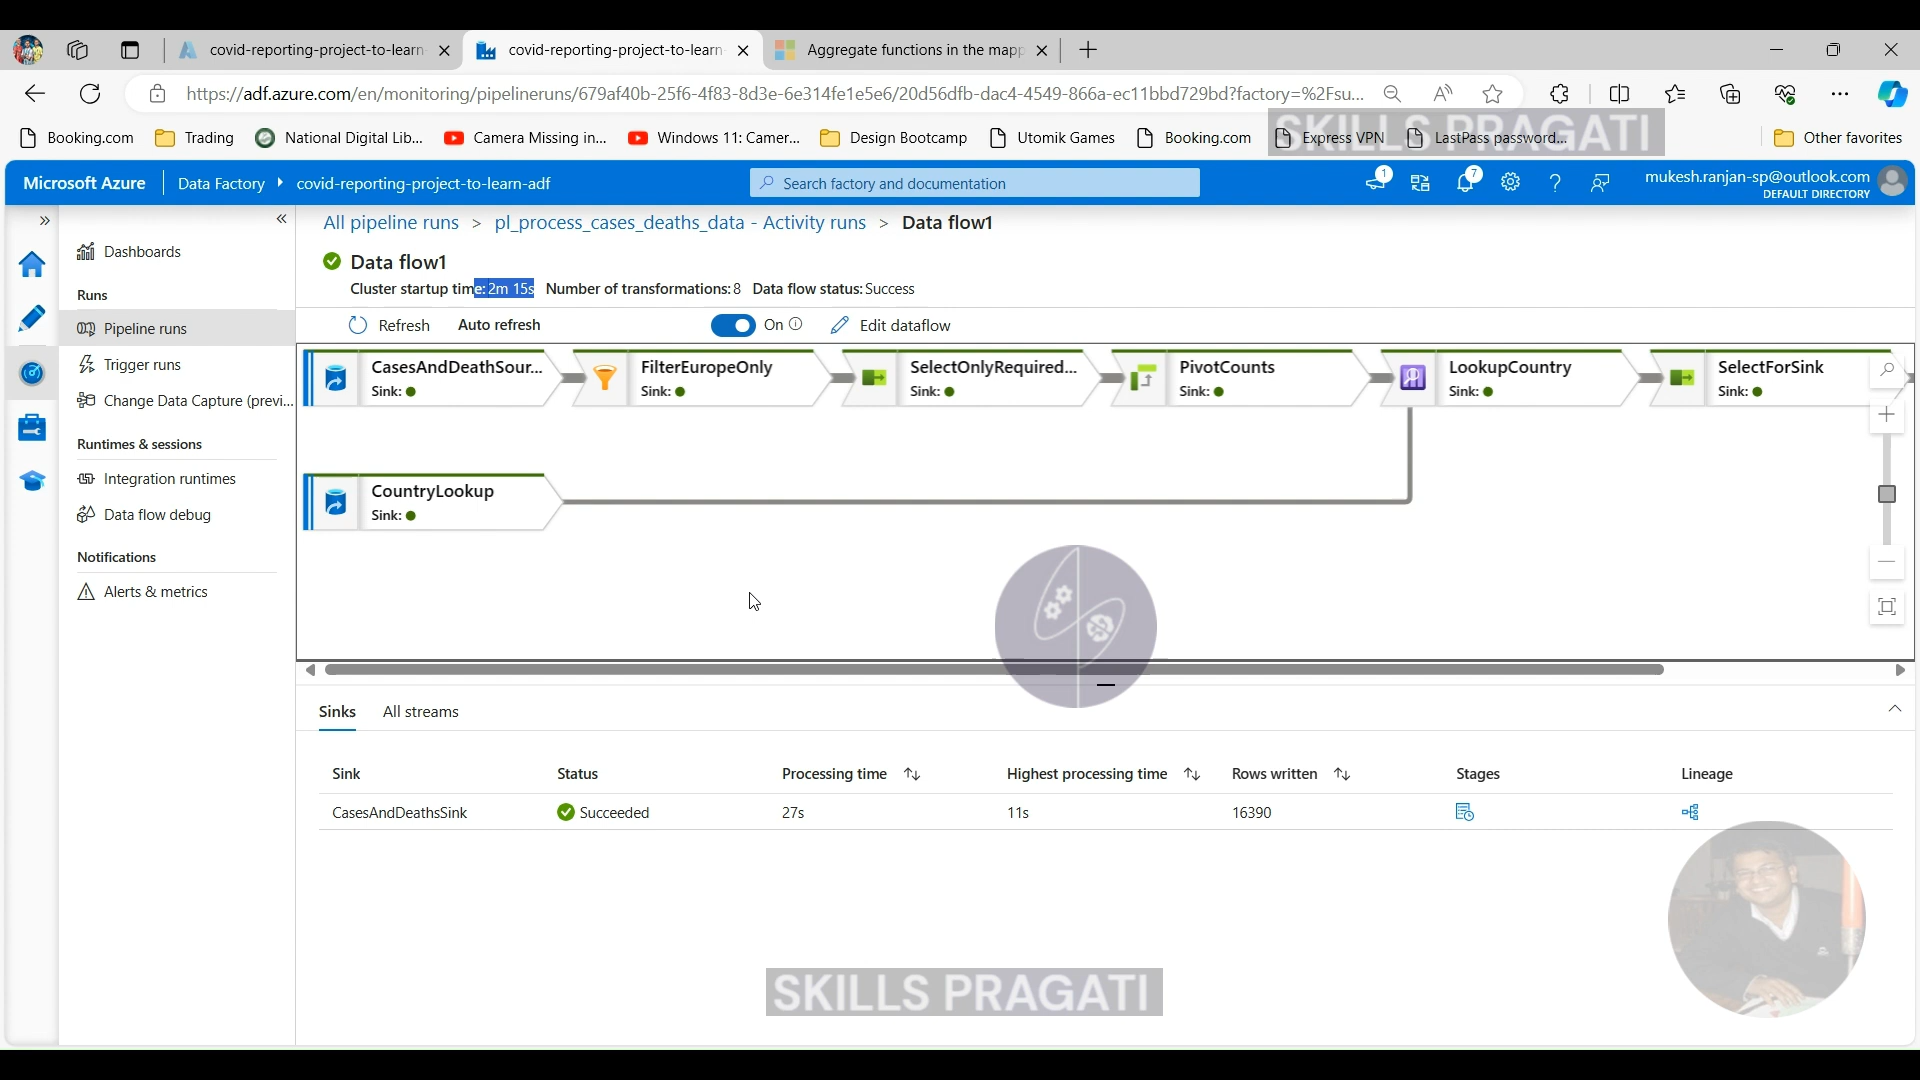 covid-reporting-project-to-learn
covid-reporting-project-to-learn
Aggregate functions in the mapp
https://adf.azure.com/en/monitoring/pipelineruns/679af40b-25f6-4f83-8d3e-6e314fe1e5e6/20d56dfb-dac4-4549-866a-ec11bbd729bd?factory=%2Fsu...
Booking.com
Trading
National Digital Lib...
Camera Missing in...
Windows 11: Camer...
Design Bootcamp
Utomik Games
Booking.com
Express VPN
LastPass password...
Other favorites
SKILLS PRAGATI
Microsoft Azure
Data Factory
covid-reporting-project-to-learn-adf
Search factory and documentation
1
7
mukesh.ranjan-sp@outlook.com
DEFAULT DIRECTORY
Dashboards
Runs
Pipeline runs
Trigger runs
Change Data Capture (previ...
Runtimes & sessions
Integration runtimes
Data flow debug
Notifications
Alerts & metrics
All pipeline runs > pl_process_cases_deaths_data - Activity runs > Data flow1
Data flow1
Cluster startup time: 2m 15s Number of transformations: 8 Data flow status: Success
Refresh
Auto refresh
On
Edit dataflow
CasesAndDeathSour...
Sink:
FilterEuropeOnly
Sink:
SelectOnlyRequired...
Sink:
PivotCounts
Sink:
LookupCountry
Sink:
SelectForSink
Sink:
CountryLookup
Sink:
Sinks
All streams
Sink Status Processing time Highest processing time Rows written Stages Lineage
CasesAndDeathsSink Succeeded 27s 11s 16390
SKILLS PRAGATI